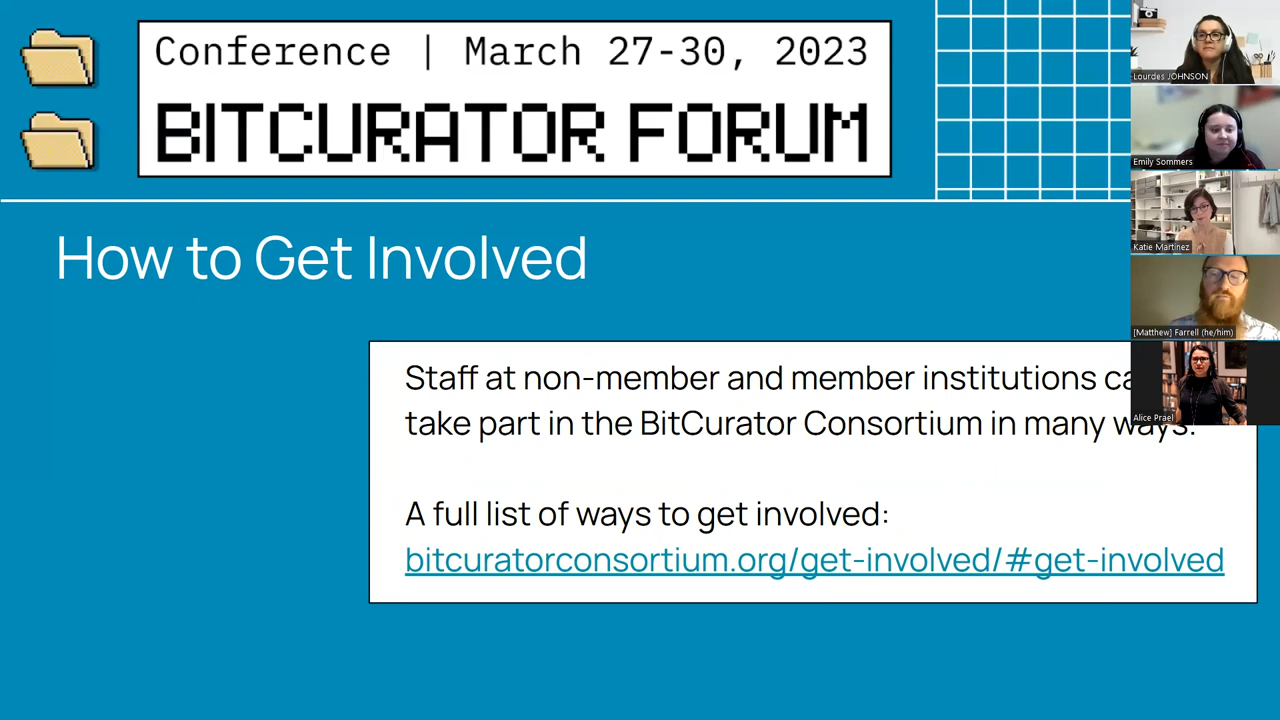 Conference | March 27-30, 2023
BITCURATOR FORUM
How to Get Involved
Staff at non-member and member institutions ca
take part in the BitCurator Consortium in many ways.
A full list of ways to get involved:
bitcuratorconsortium.org/get-involved/#get-involved
Lourdes JOHNSON
Emily Sommers
Katie Martinez
[Matthew] Farrell (he/him)
Alice Prael